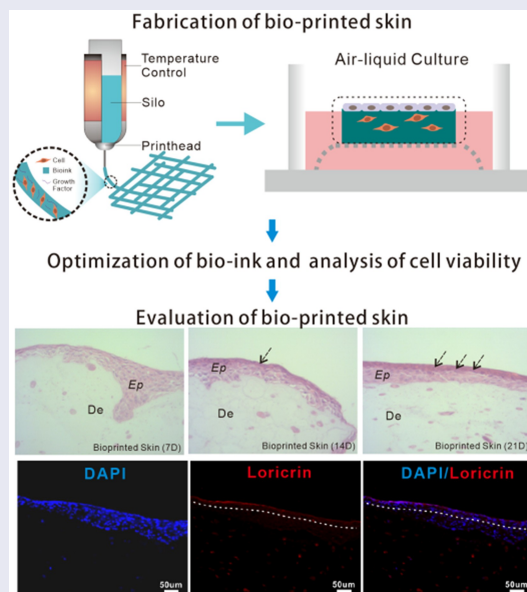 Fabrication of bio-printed skin
Temperature
Control
Silo
Printhead
Cell
Bioink
Growth
Factor
Air-liquid Culture
Optimization of bio-ink and analysis of cell viability
Evaluation of bio-printed skin
Ep
De
Bioprinted Skin (7D)
Ep
De
Bioprinted Skin (14D)
Ep
De
Bioprinted Skin (21D)
DAPI
50um
Loricrin
50um
DAPI/Loricrin
50um